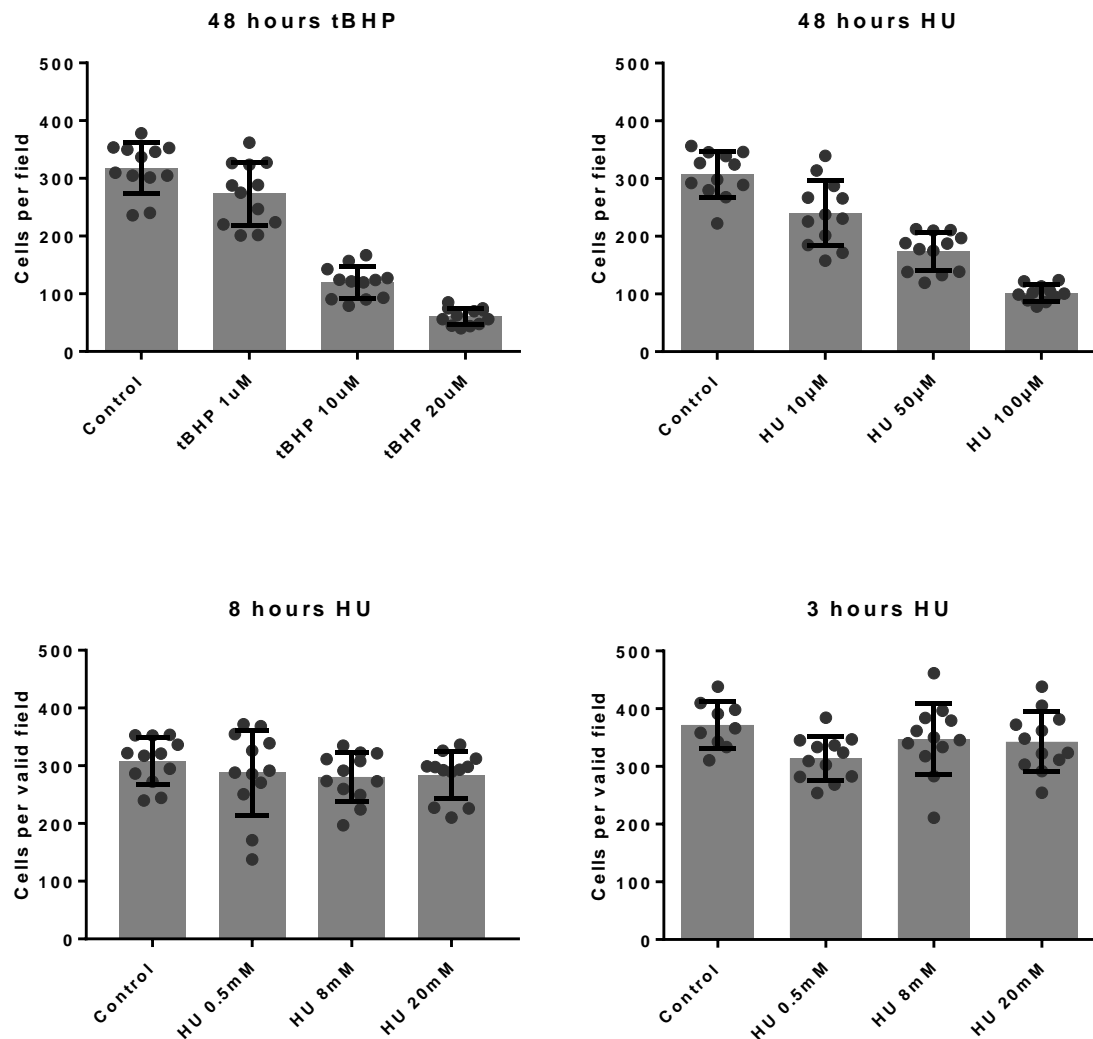 48 hours tBHP
Cells per field
500
400
300
200
100
0
Control
tBHP 1uM
tBHP 10uM
tBHP 20uM
48 hours HU
Cells per field
500
400
300
200
100
0
Control
HU 10µM
HU 50µM
HU 100µM
8 hours HU
Cells per valid field
500
400
300
200
100
0
Control
HU 0.5mM
HU 8mM
HU 20mM
3 hours HU
Cells per valid field
500
400
300
200
100
0
Control
HU 0.5mM
HU 8mM
HU 20mM